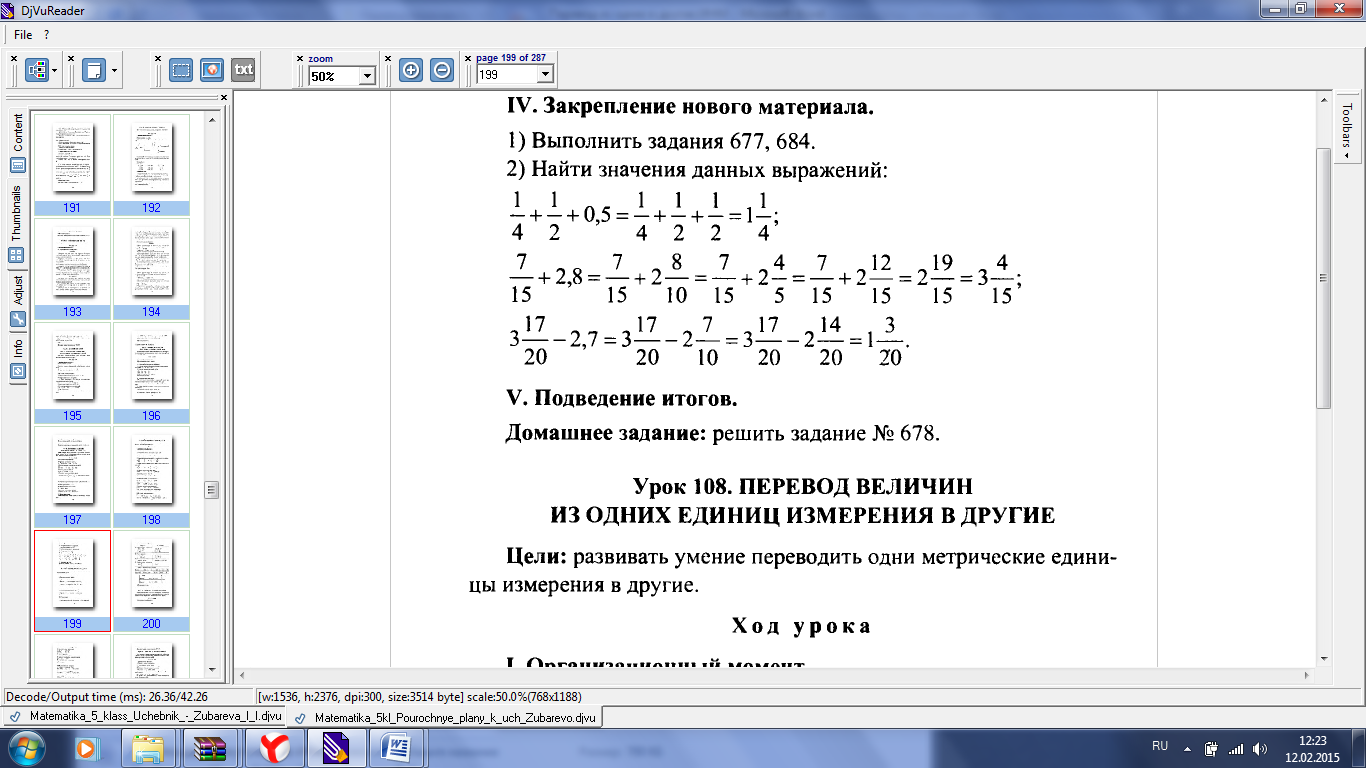 DjVuReader
File ?
txt
zoom
50%
page 199 of 287
199
Content
Thumbnails
Adjust
Info
191 192
193 194
195 196
197 198
199 200
Toolbars
IV. Закрепление нового материала.
1) Выполнить задания 677, 684.
2) Найти значения данных выражений:
1/4 + 1/2 + 0,5 = 1/4 + 1/2 + 1/2 = 1 1/4;
7/15 + 2,8 = 7/15 + 2 8/10 = 7/15 + 2 4/5 = 7/15 + 2 12/15 = 2 19/15 = 3 4/15;
3 17/20 − 2,7 = 3 17/20 − 2 7/10 = 3 17/20 − 2 14/20 = 1 3/20.
V. Подведение итогов.
Домашнее задание: решить задание № 678.
Урок 108. ПЕРЕВОД ВЕЛИЧИН
ИЗ ОДНИХ ЕДИНИЦ ИЗМЕРЕНИЯ В ДРУГИЕ
Цели: развивать умение переводить одни метрические едини-
цы измерения в другие.
Ход урока
I. Организационный момент.
Decode/Output time (ms): 26.36/42.26 [w:1536, h:2376, dpi:300, size:3514 byte] scale:50.0%(768x1188)
Matematika_5_klass_Uchebnik_-_Zubareva_I_I.djvu Matematika_5kl_Pourochnye_plany_k_uch_Zubarevo.djvu
RU
12:23
12.02.2015